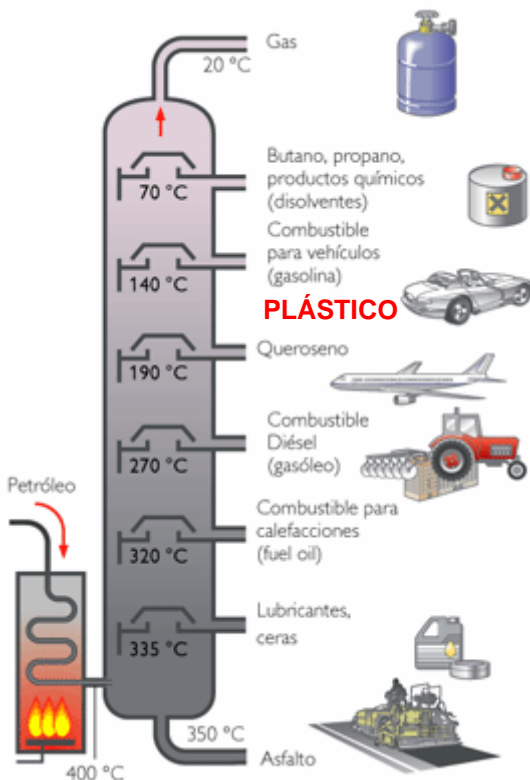 Gas
20 °C
Butano, propano,
productos químicos
(disolventes)
70 °C
Combustible
para vehículos
(gasolina)
140 °C
PLÁSTICO
Queroseno
190 °C
Combustible
Diésel
(gasóleo)
270 °C
Petróleo
Combustible para
calefacciones
(fuel oil)
320 °C
Lubricantes,
ceras
335 °C
350 °C
Asfalto
400 °C